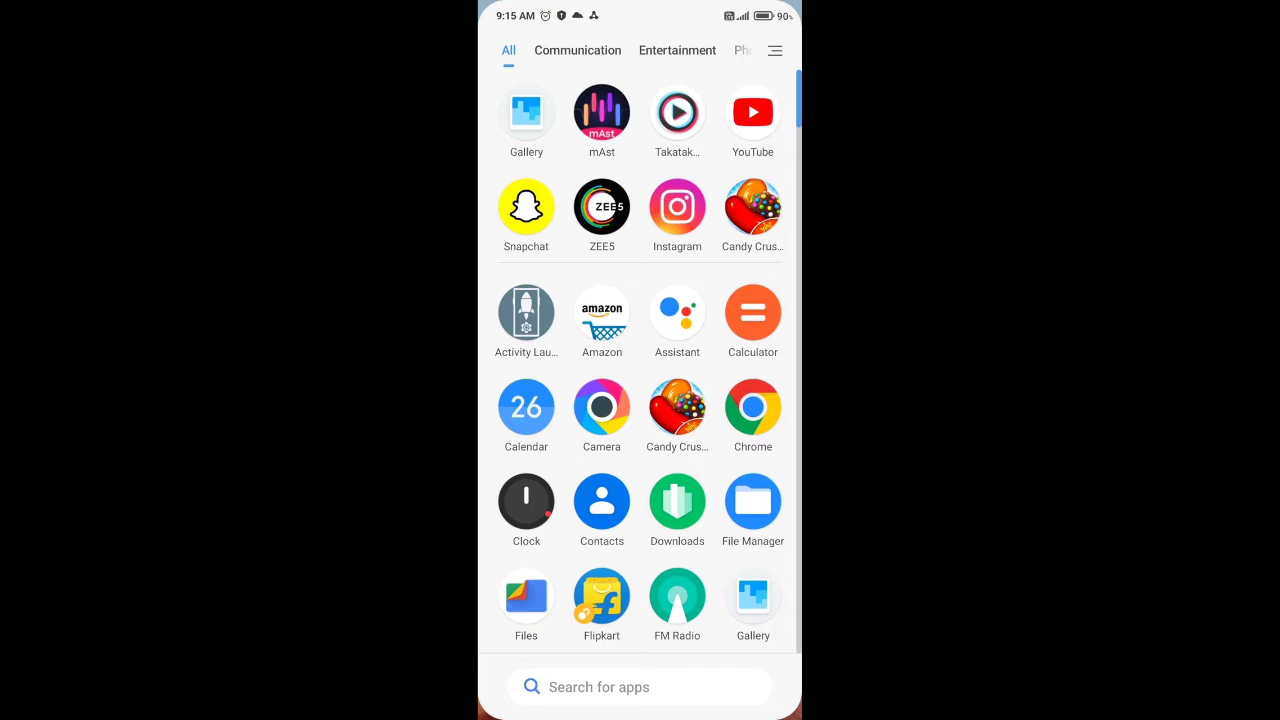 9:15 AM 90%
All Communication Entertainment Ph
mAst
Gallery mAst Takatak... YouTube
ZEE5
Snapchat ZEE5 Instagram Candy Crus...
amazon
Activity Lau... Amazon Assistant Calculator
26
Calendar Camera Candy Crus... Chrome
Clock Contacts Downloads File Manager
Files Flipkart FM Radio Gallery
Search for apps